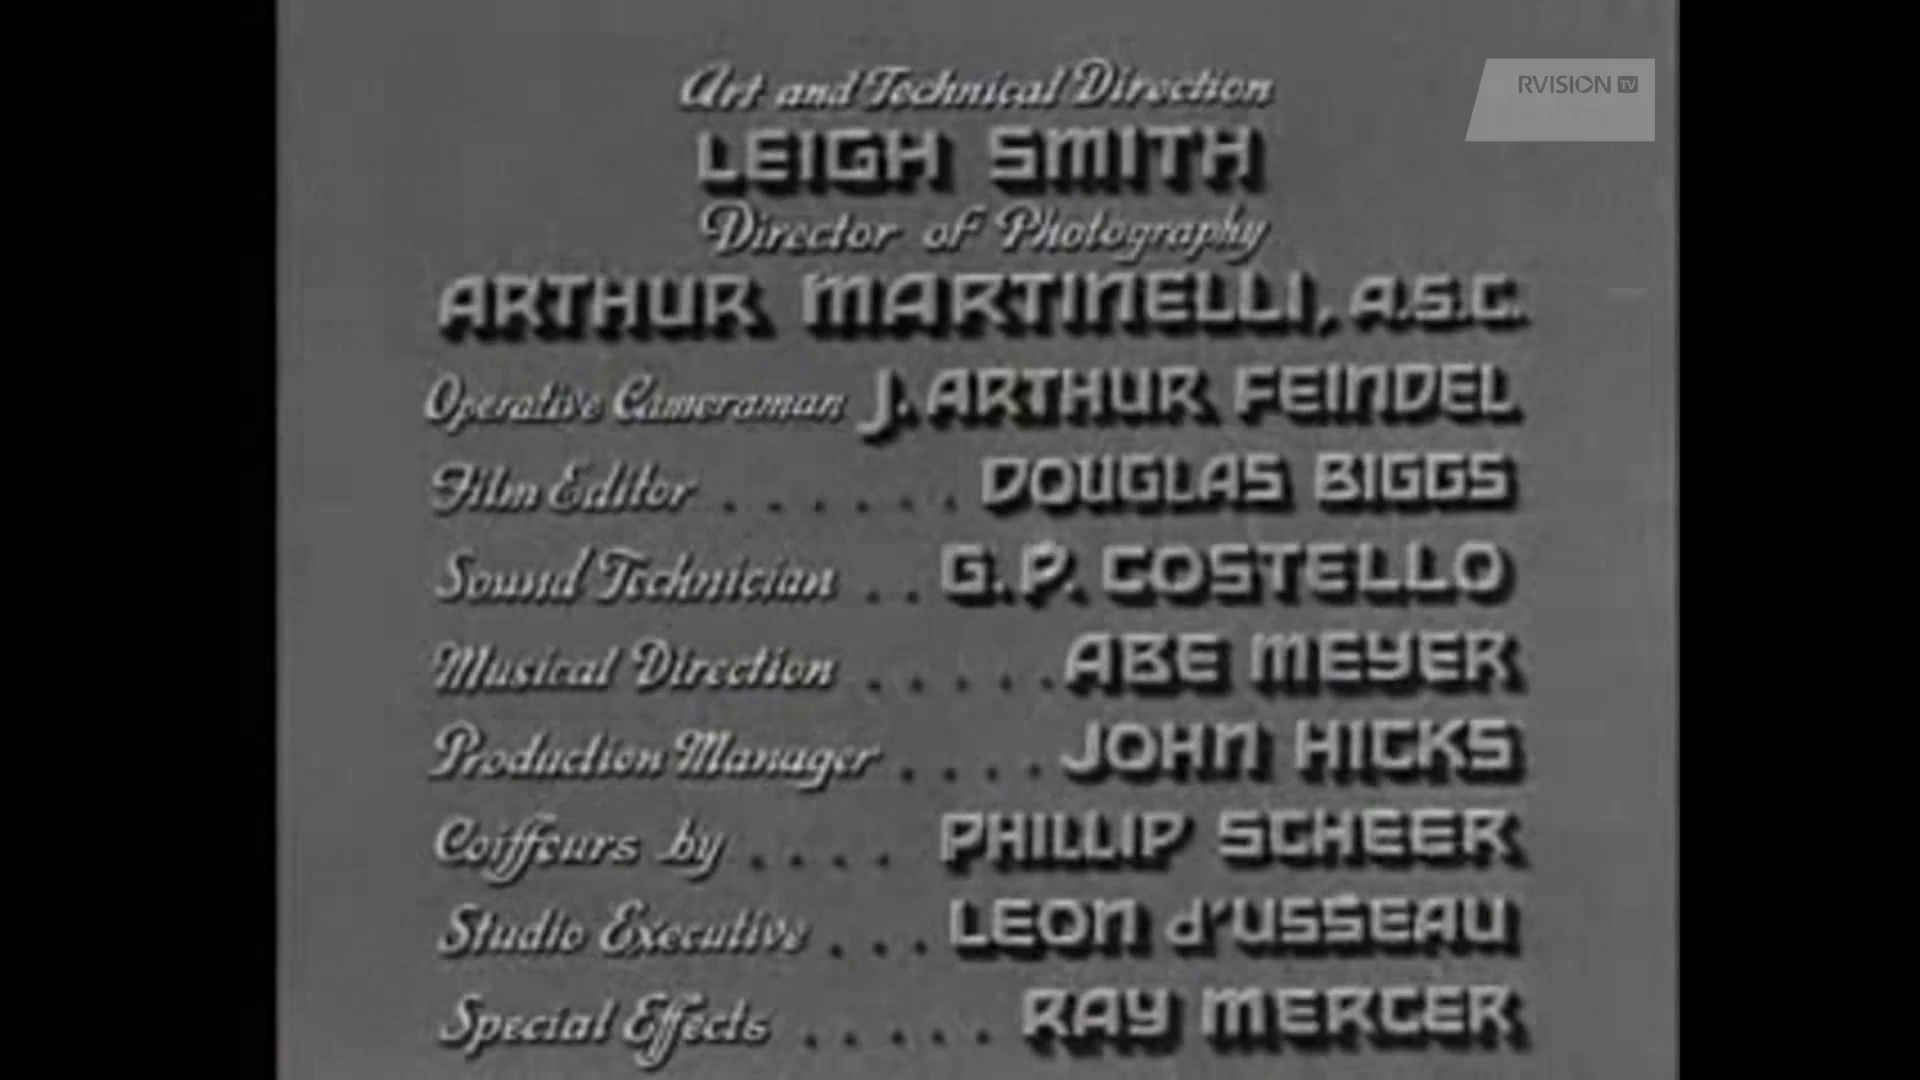 RVISION TV
Art and Technical Direction
LEIGH SMITH
Director of Photography
ARTHUR MARTINELLI, A.S.C.
Operative Cameraman J. ARTHUR FEINDEL
Film Editor . . . . . . DOUGLAS BIGGS
Sound Technician . . G.P. COSTELLO
Musical Direction . . . . . ABE MEYER
Production Manager . . . . JOHN HICKS
Coiffeurs by . . . . PHILLIP SCHEER
Studio Executive . . . LEON d'USSEAU
Special Effects . . . . . RAY MERCER